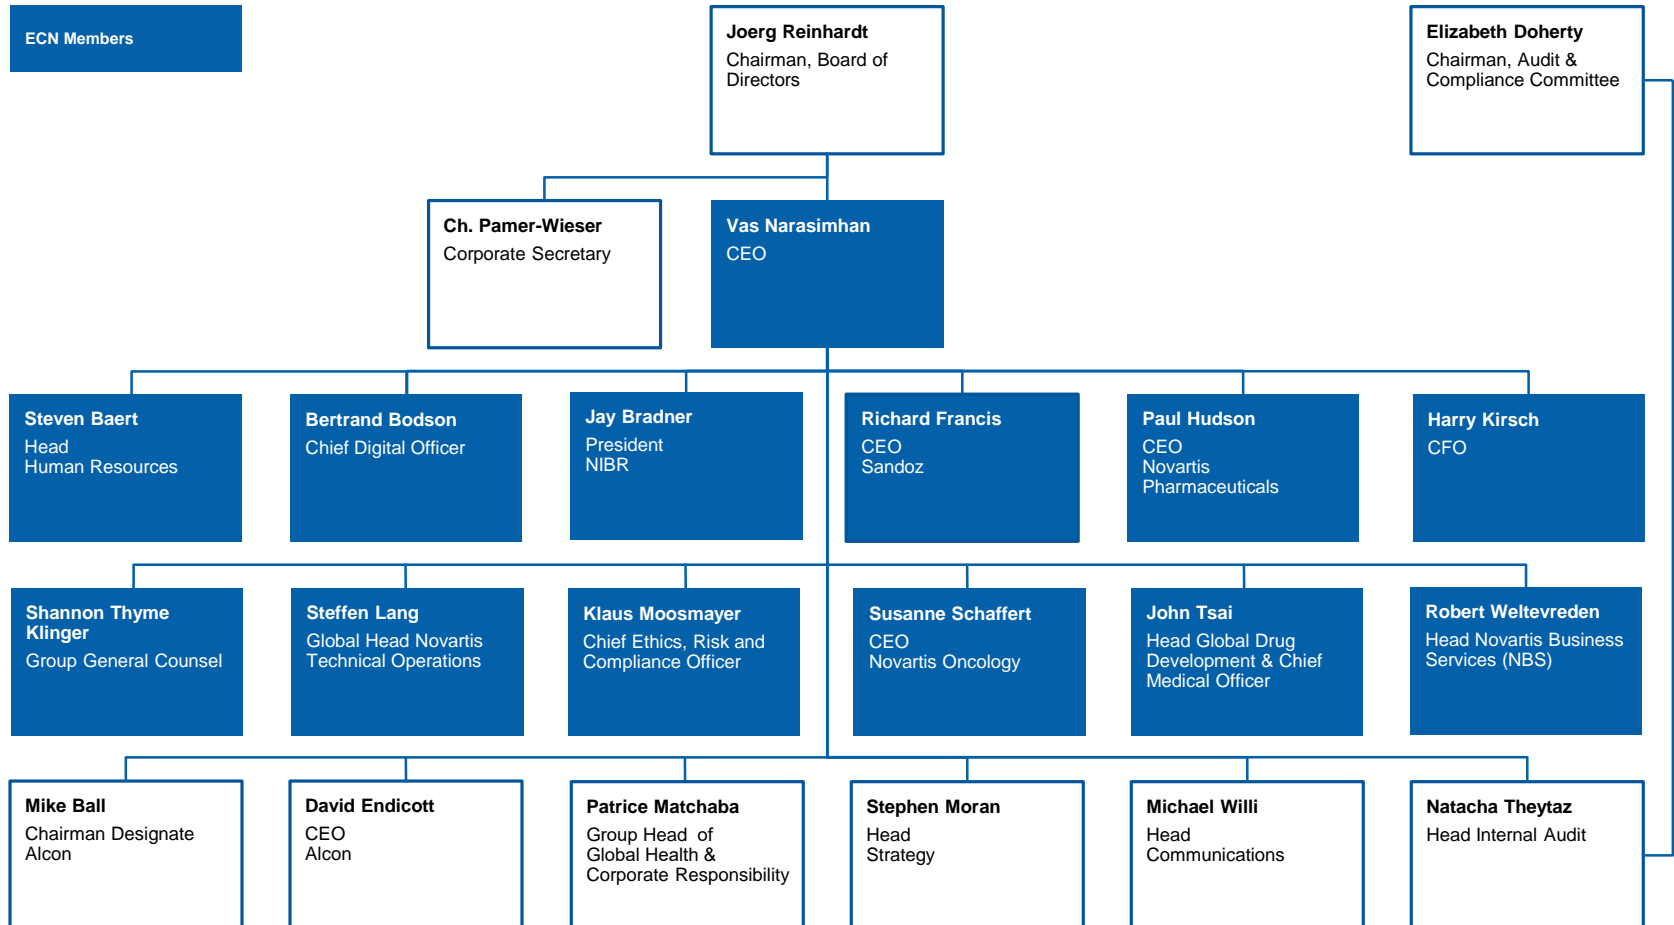 ECN Members
Joerg Reinhardt
Chairman, Board of
Directors
Elizabeth Doherty
Chairman, Audit &
Compliance Committee
Ch. Pamer-Wieser
Corporate Secretary
Vas Narasimhan
CEO
Steven Baert
Head
Human Resources
Bertrand Bodson
Chief Digital Officer
Jay Bradner
President
NIBR
Richard Francis
CEO
Sandoz
Paul Hudson
CEO
Novartis
Pharmaceuticals
Harry Kirsch
CFO
Shannon Thyme
Klinger
Group General Counsel
Steffen Lang
Global Head Novartis
Technical Operations
Klaus Moosmayer
Chief Ethics, Risk and
Compliance Officer
Susanne Schaffert
CEO
Novartis Oncology
John Tsai
Head Global Drug
Development & Chief
Medical Officer
Robert Weltevreden
Head Novartis Business
Services (NBS)
Mike Ball
Chairman Designate
Alcon
David Endicott
CEO
Alcon
Patrice Matchaba
Group Head of
Global Health &
Corporate Responsibility
Stephen Moran
Head
Strategy
Michael Willi
Head
Communications
Natacha Theytaz
Head Internal Audit